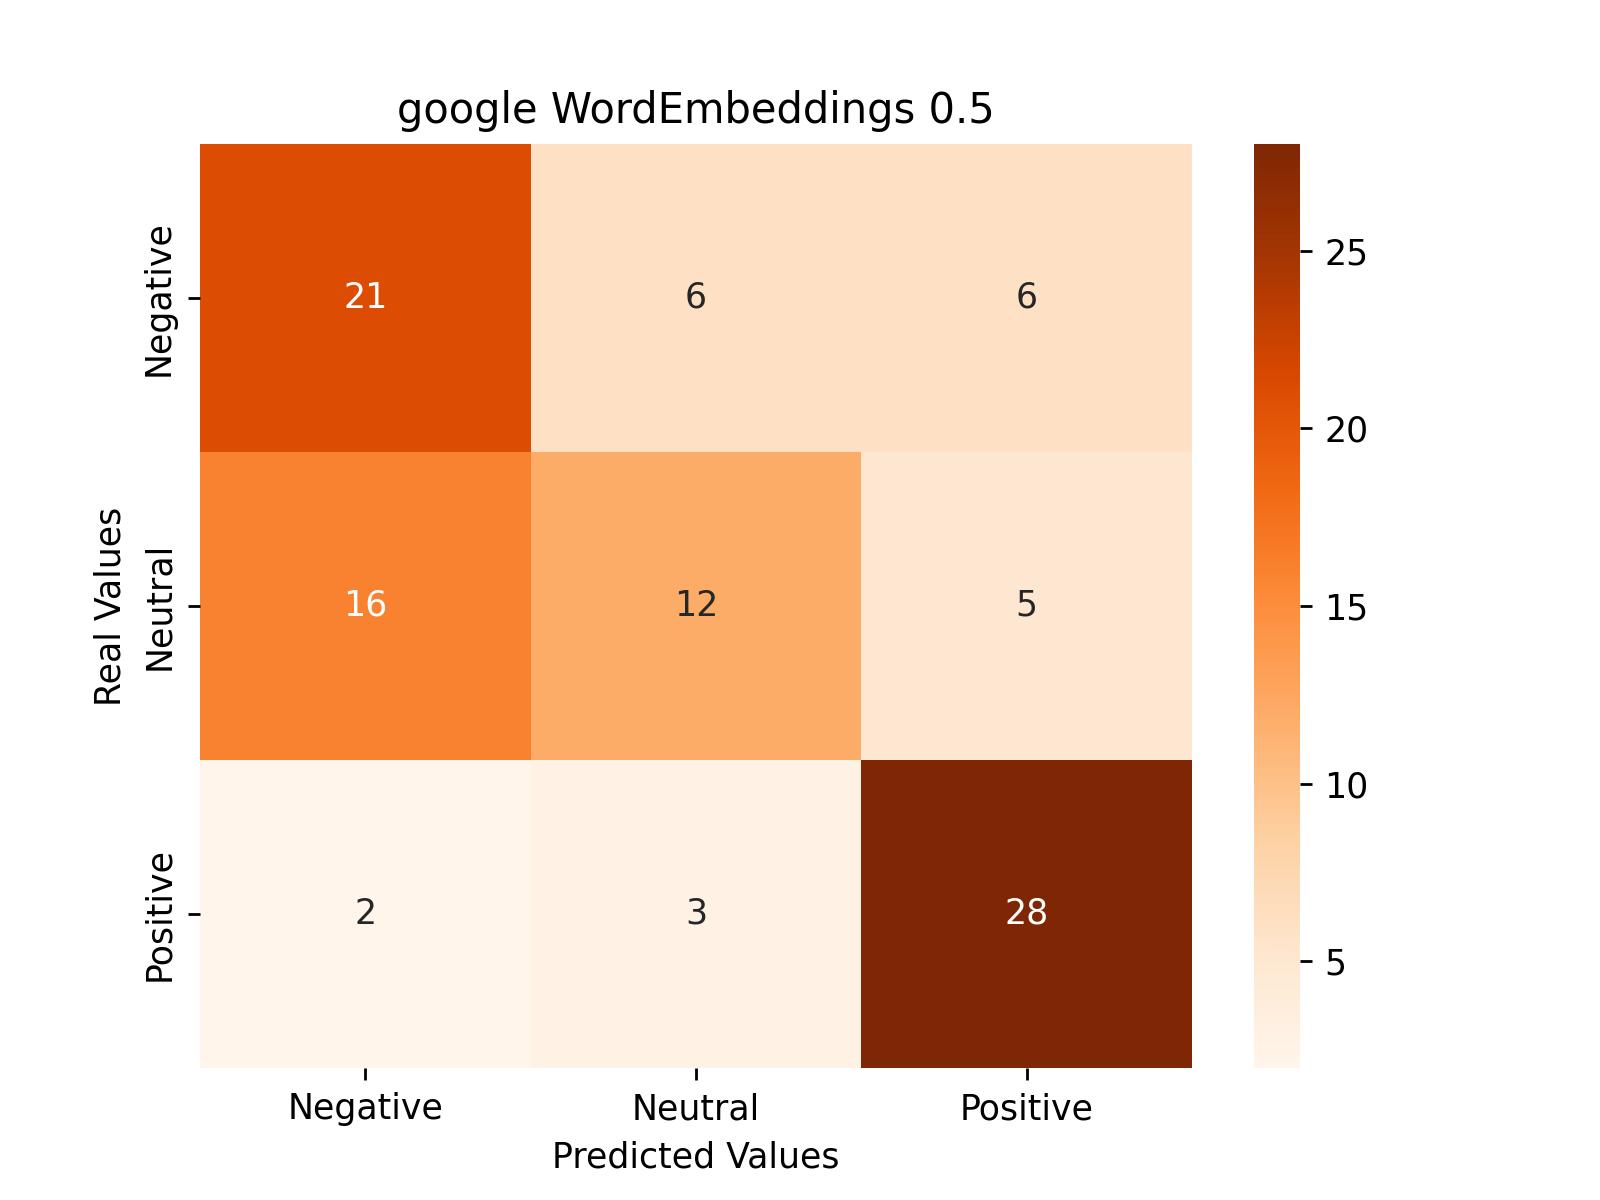 google WordEmbeddings 0.5
Real Values
Negative
21 6 6
Neutral
16 12 5
Positive
2 3 28
Negative Neutral Positive
Predicted Values
25
20
15
10
5